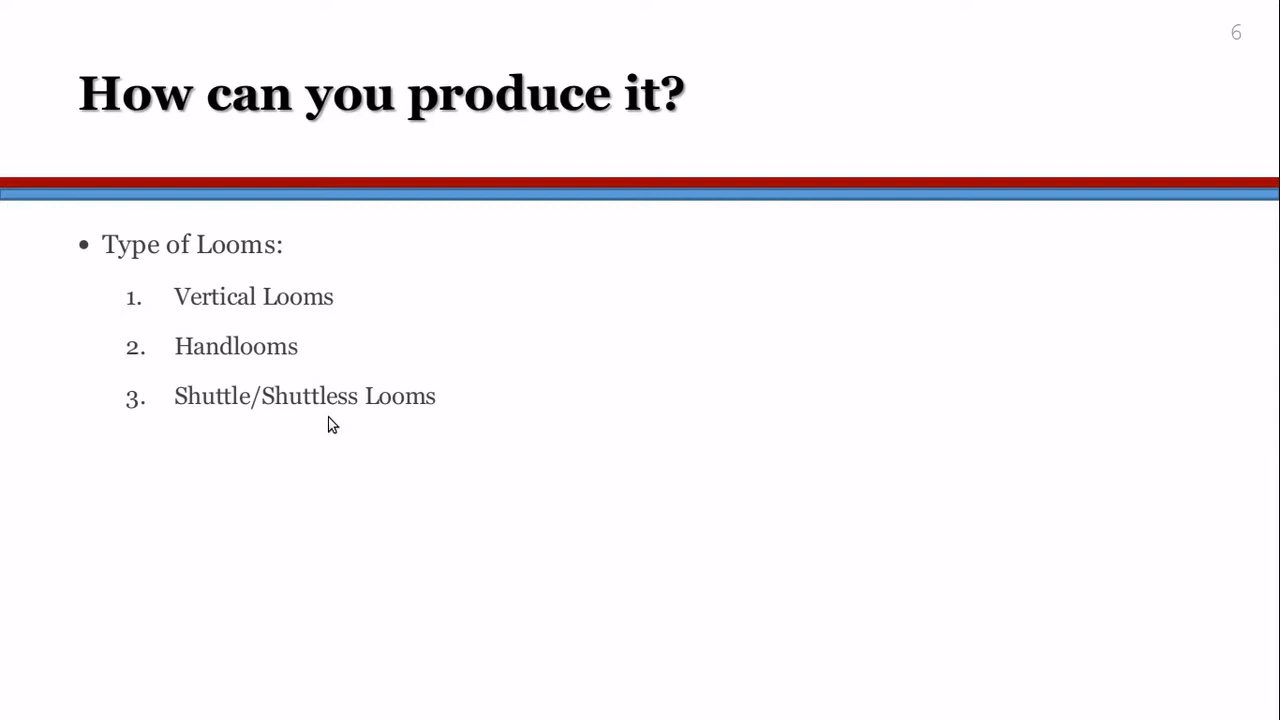 6
How can you produce it?
• Type of Looms:
1. Vertical Looms
2. Handlooms
3. Shuttle/Shuttless Looms